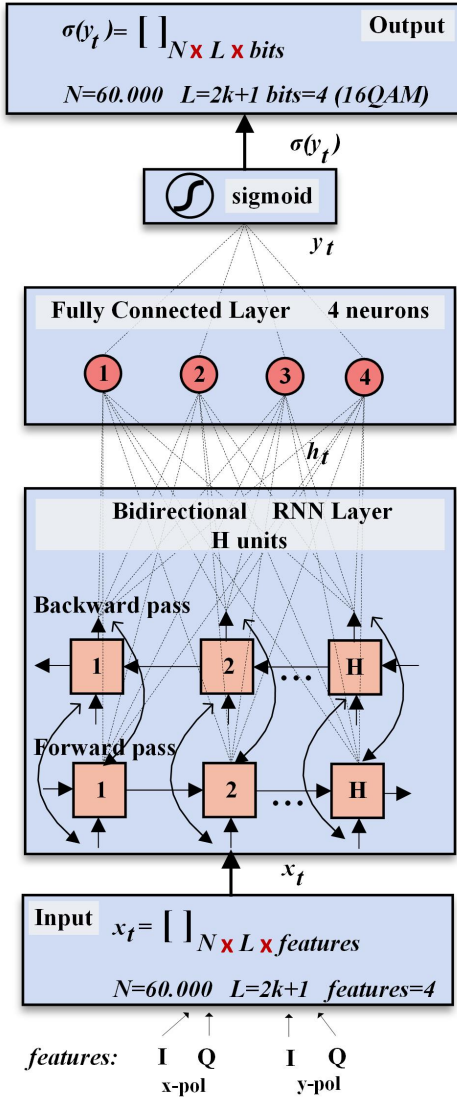 σ(y_t)= [ ] N x L x bits Output
N=60.000 L=2k+1 bits=4 (16QAM)
σ(y_t)
sigmoid
y_t
Fully Connected Layer 4 neurons
1 2 3 4
h_t
Bidirectional RNN Layer
H units
Backward pass
1 2 ... H
Forward pass
1 2 ... H
x_t
Input x_t = [ ] N x L x features
N=60.000 L=2k+1 features=4
features: I Q I Q
x-pol y-pol